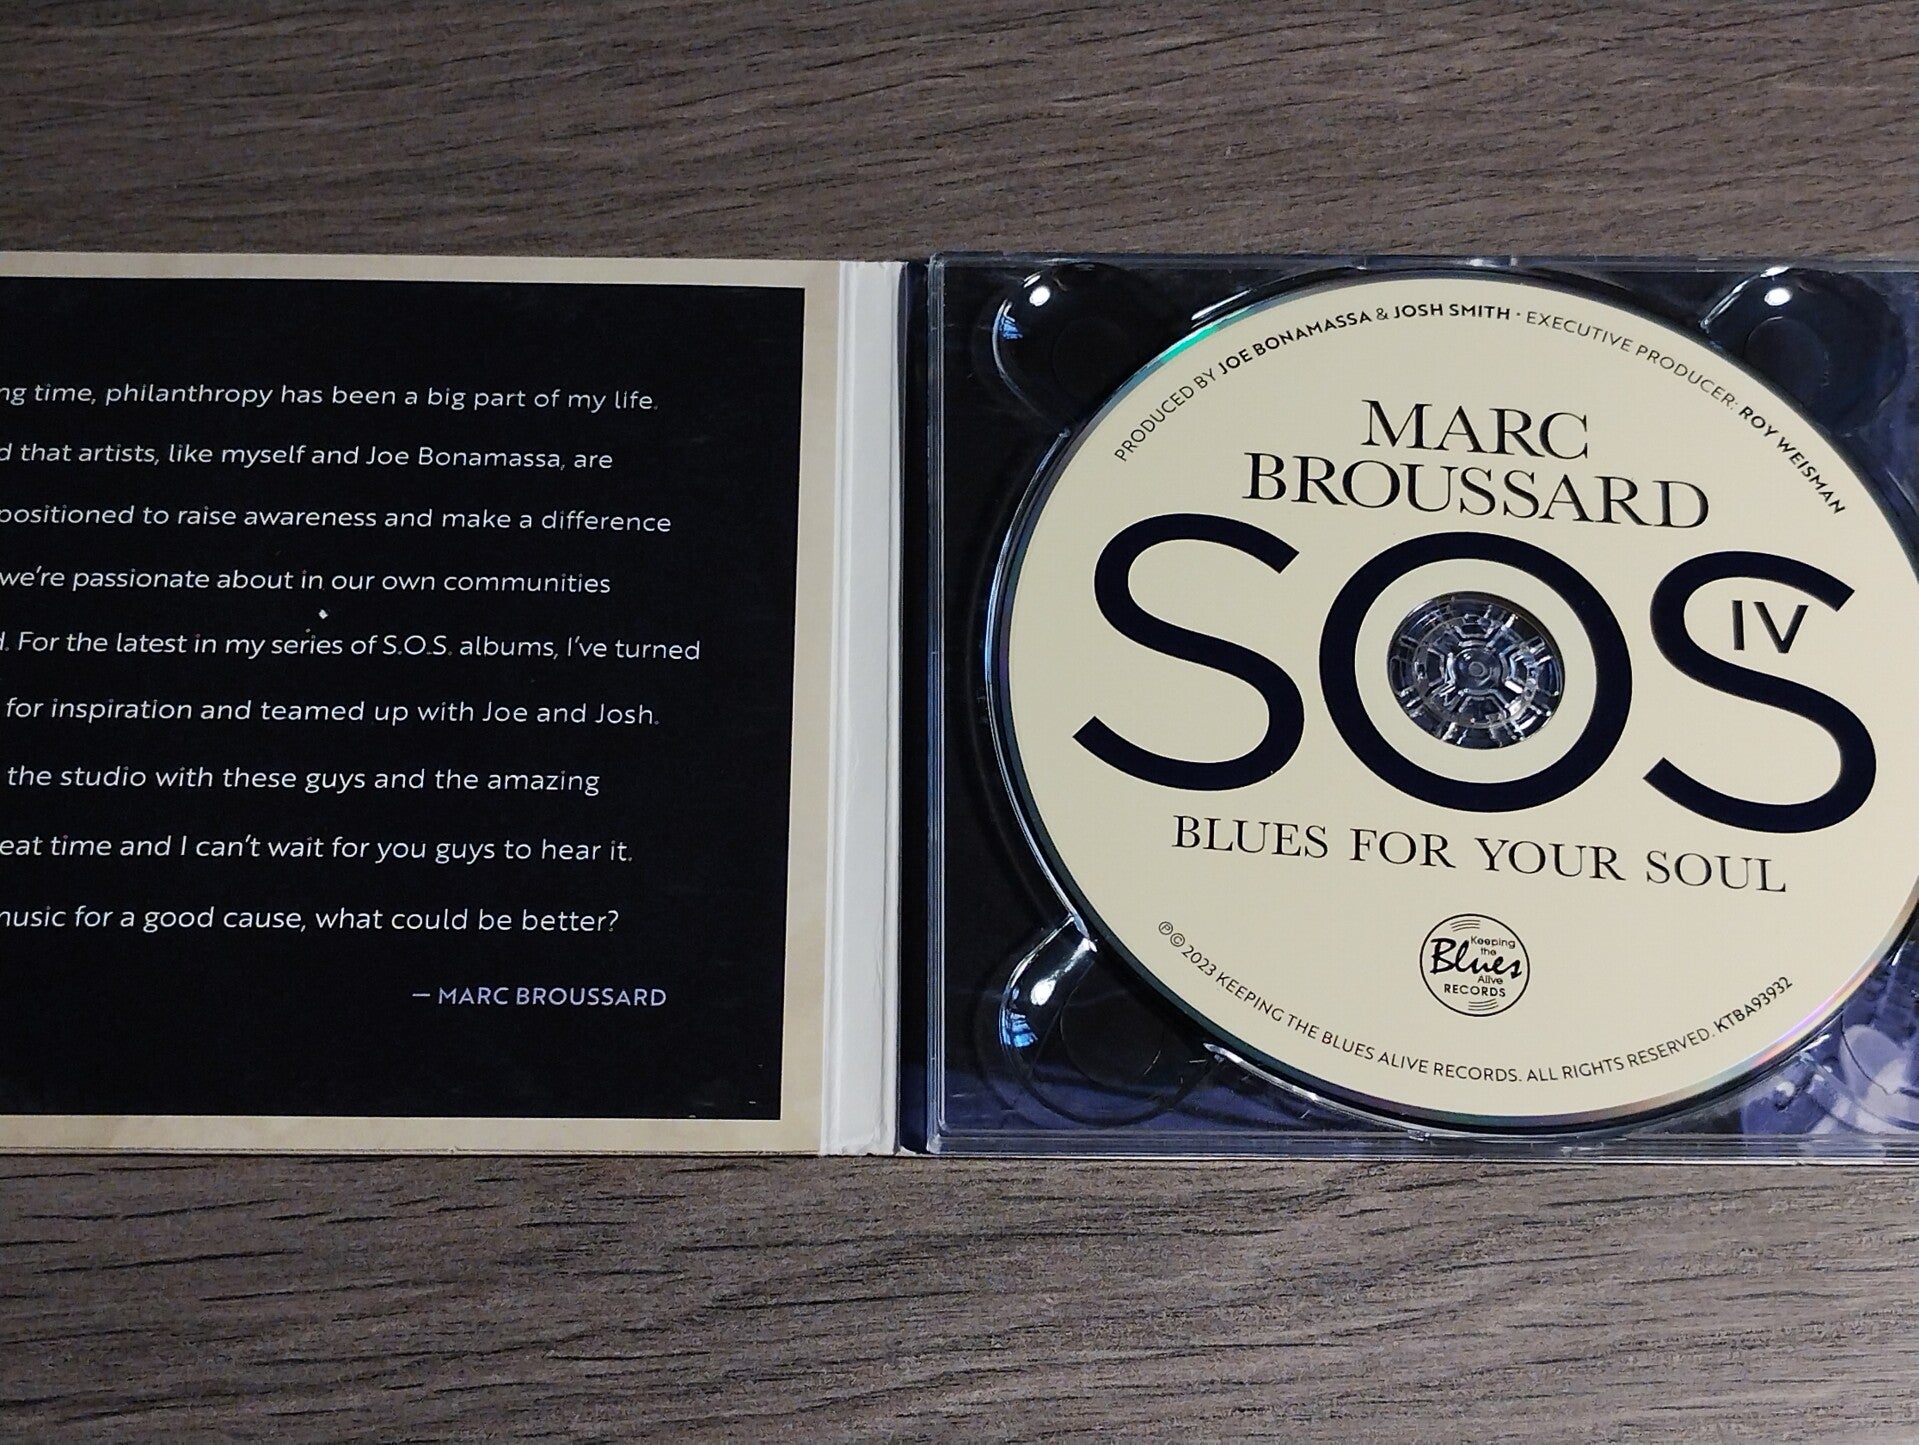 time, philanthropy has been a big part of my life.
that artists, like myself and Joe Bonamassa, are
positioned to raise awareness and make a difference
we're passionate about in our own communities
For the latest in my series of S.O.S. albums, I've turned
for inspiration and teamed up with Joe and Josh.
the studio with these guys and the amazing
time and I can't wait for you guys to hear it.
for a good cause, what could be better?
— MARC BROUSSARD
PRODUCED BY JOE BONAMASSA & JOSH SMITH · EXECUTIVE PRODUCER: ROY WEISMAN
MARC
BROUSSARD
SOS
IV
BLUES FOR YOUR SOUL
Keeping
the
Blues
Alive
RECORDS
℗© 2023 KEEPING THE BLUES ALIVE RECORDS. ALL RIGHTS RESERVED. KTBA93932